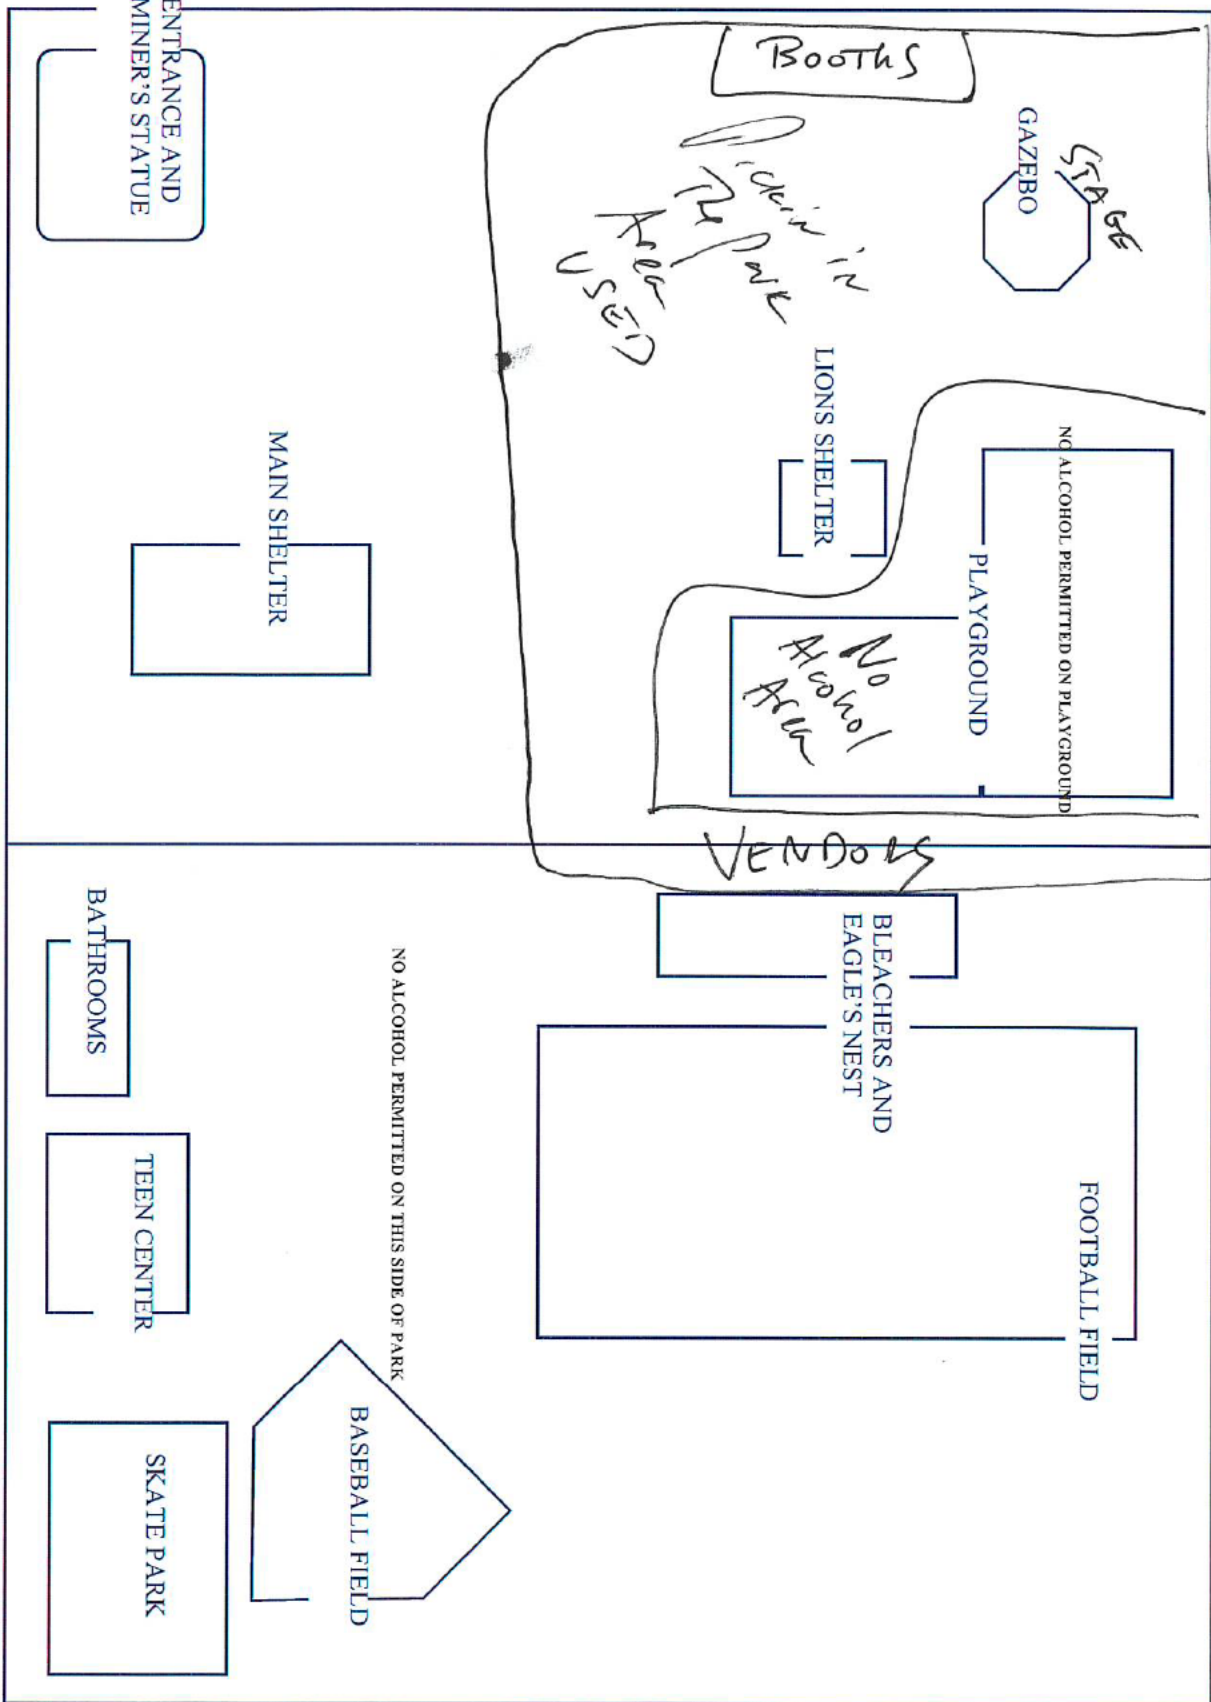 ENTRANCE AND
MINER'S STATUE
BOOTHS
GAZEBO
STAGE
Pickin in
The Park
Area
USED
LIONS SHELTER
MAIN SHELTER
NO ALCOHOL PERMITTED ON PLAYGROUND
PLAYGROUND
No
Alcohol
Area
VENDORS
BLEACHERS AND
EAGLE'S NEST
FOOTBALL FIELD
BATHROOMS
NO ALCOHOL PERMITTED ON THIS SIDE OF PARK
TEEN CENTER
BASEBALL FIELD
SKATE PARK